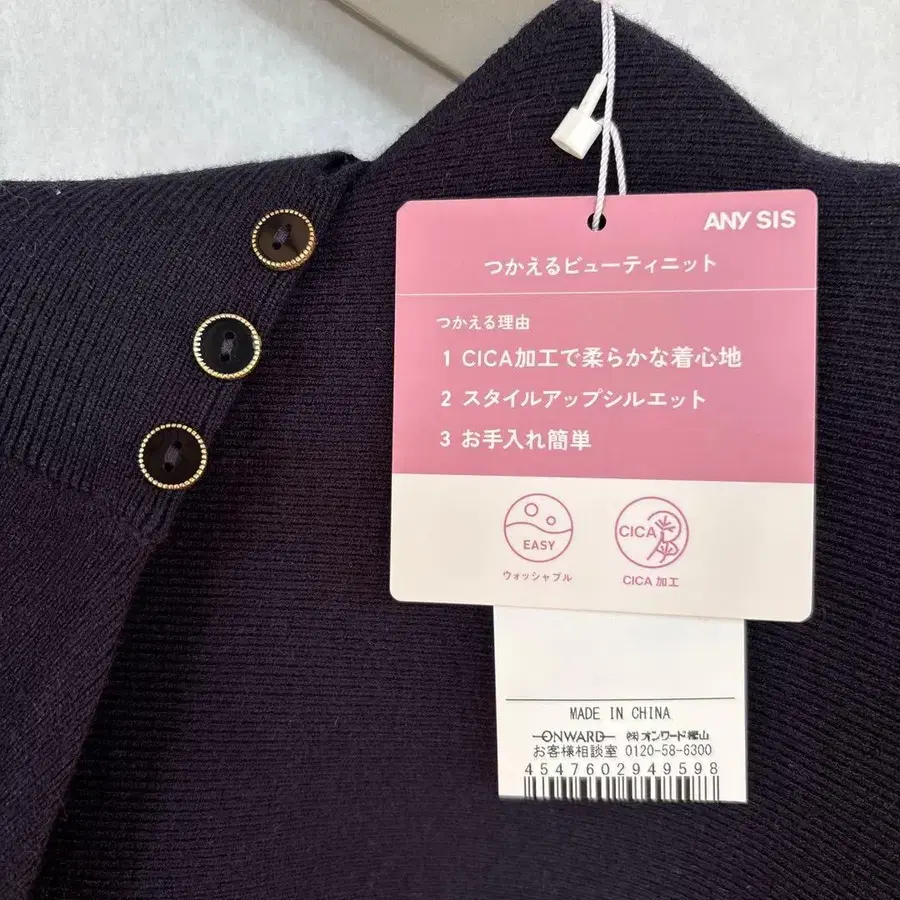 ANY SIS
つかえるビューティニット
つかえる理由
1 CICA加工で柔らかな着心地
2 スタイルアップシルエット
3 お手入れ簡単
EASY
ウォッシャブル
CICA
CICA 加工
MADE IN CHINA
ONWARD ㈱オンワード樫山
お客様相談室 0120-58-6300
4547602949598